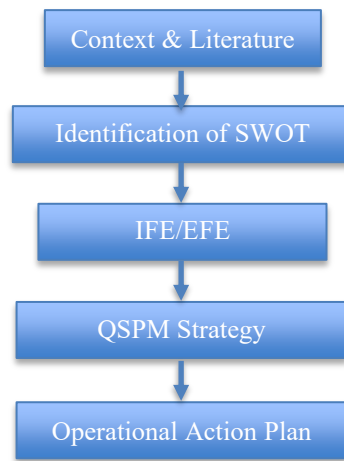 Context & Literature
Identification of SWOT
IFE/EFE
QSPM Strategy
Operational Action Plan